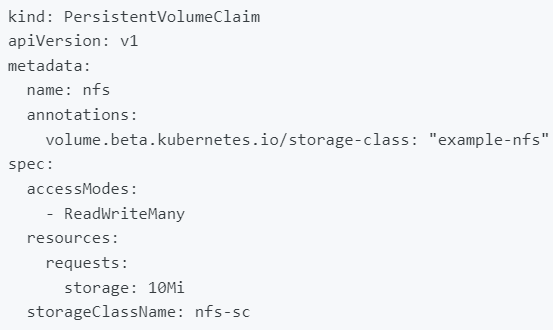 kind: PersistentVolumeClaim
apiVersion: v1
metadata:
  name: nfs
  annotations:
    volume.beta.kubernetes.io/storage-class: "example-nfs"
spec:
  accessModes:
    - ReadWriteMany
  resources:
    requests:
      storage: 10Mi
  storageClassName: nfs-sc